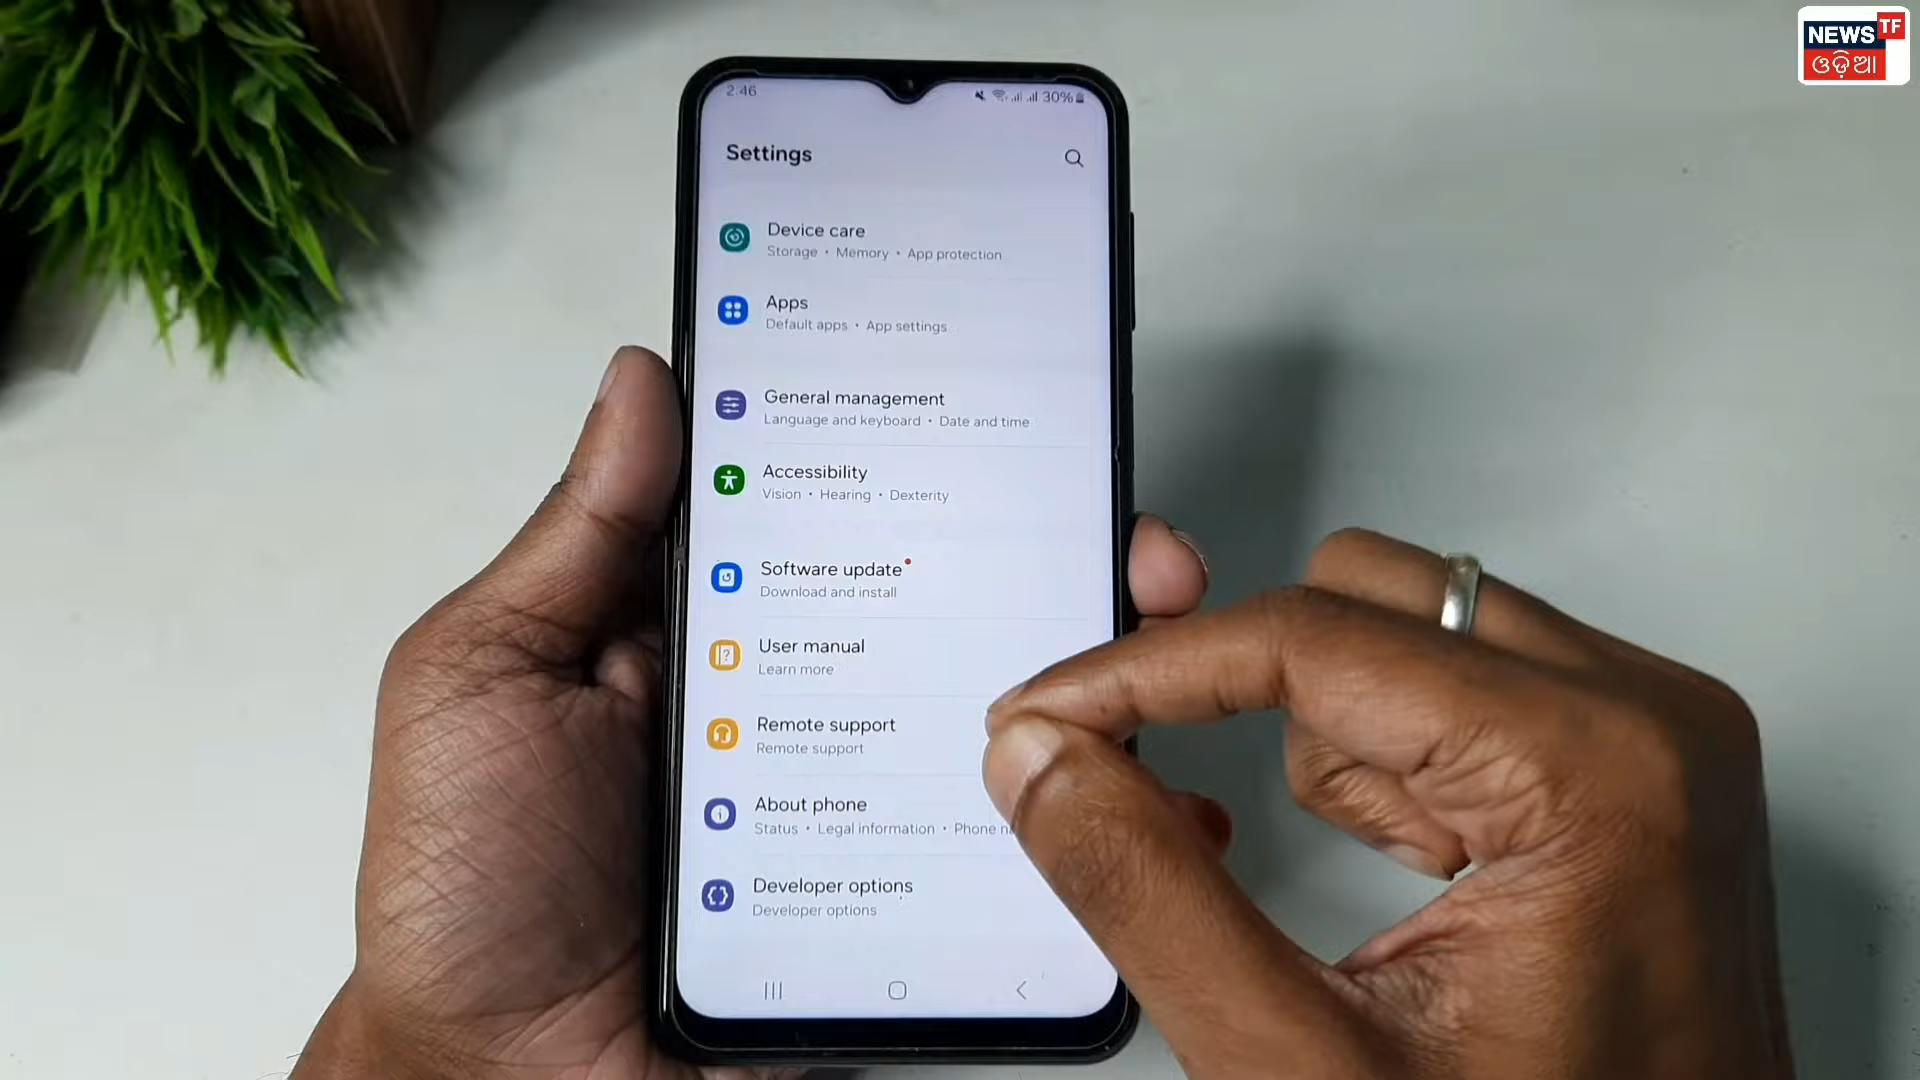 NEWS TF
ଓଡ଼ିଆ
2:46
30%
Settings
Device care
Storage • Memory • App protection
Apps
Default apps • App settings
General management
Language and keyboard • Date and time
Accessibility
Vision • Hearing • Dexterity
Software update
Download and install
User manual
Learn more
Remote support
Remote support
About phone
Status • Legal information • Phone
Developer options
Developer options